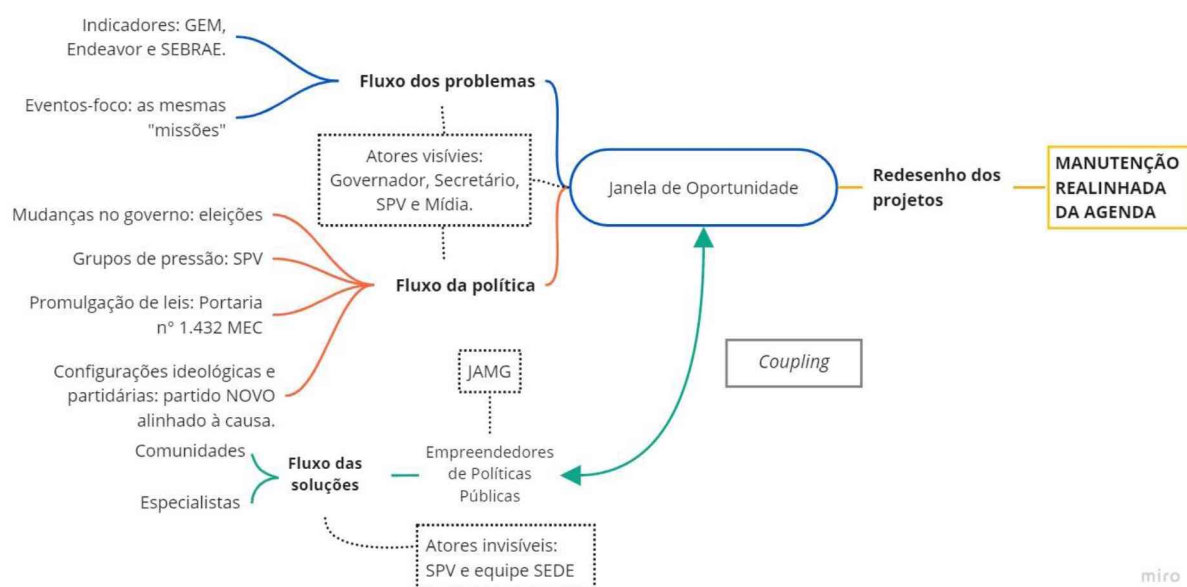 Indicadores: GEM,
Endeavor e SEBRAE.
Fluxo dos problemas
Eventos-foco: as mesmas
"missões"
Atores visívies:
Governador, Secretário,
SPV e Mídia.
Janela de Oportunidade
Redesenho dos
projetos
MANUTENÇÃO
REALINHADA
DA AGENDA
Mudanças no governo: eleições
Grupos de pressão: SPV
Fluxo da política
Promulgação de leis: Portaria
n° 1.432 MEC
Configurações ideológicas e
partidárias: partido NOVO
alinhado à causa.
Coupling
JAMG
Comunidades
Fluxo das
soluções
Especialistas
Empreendedores
de Políticas
Públicas
Atores invisíveis:
SPV e equipe SEDE
miro